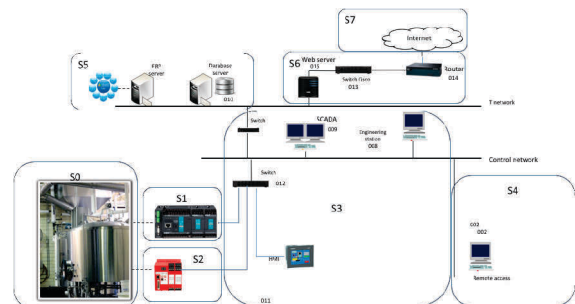 S7
Internet
S5
ERP
server
Database
server
010
S6
Web server
015
Switch Cisco
013
Router
014
T network
Switch
SCADA
009
Engineering
station
008
Control network
S0
S1
S2
Switch
012
S3
HMI
011
S4
002
Remote access